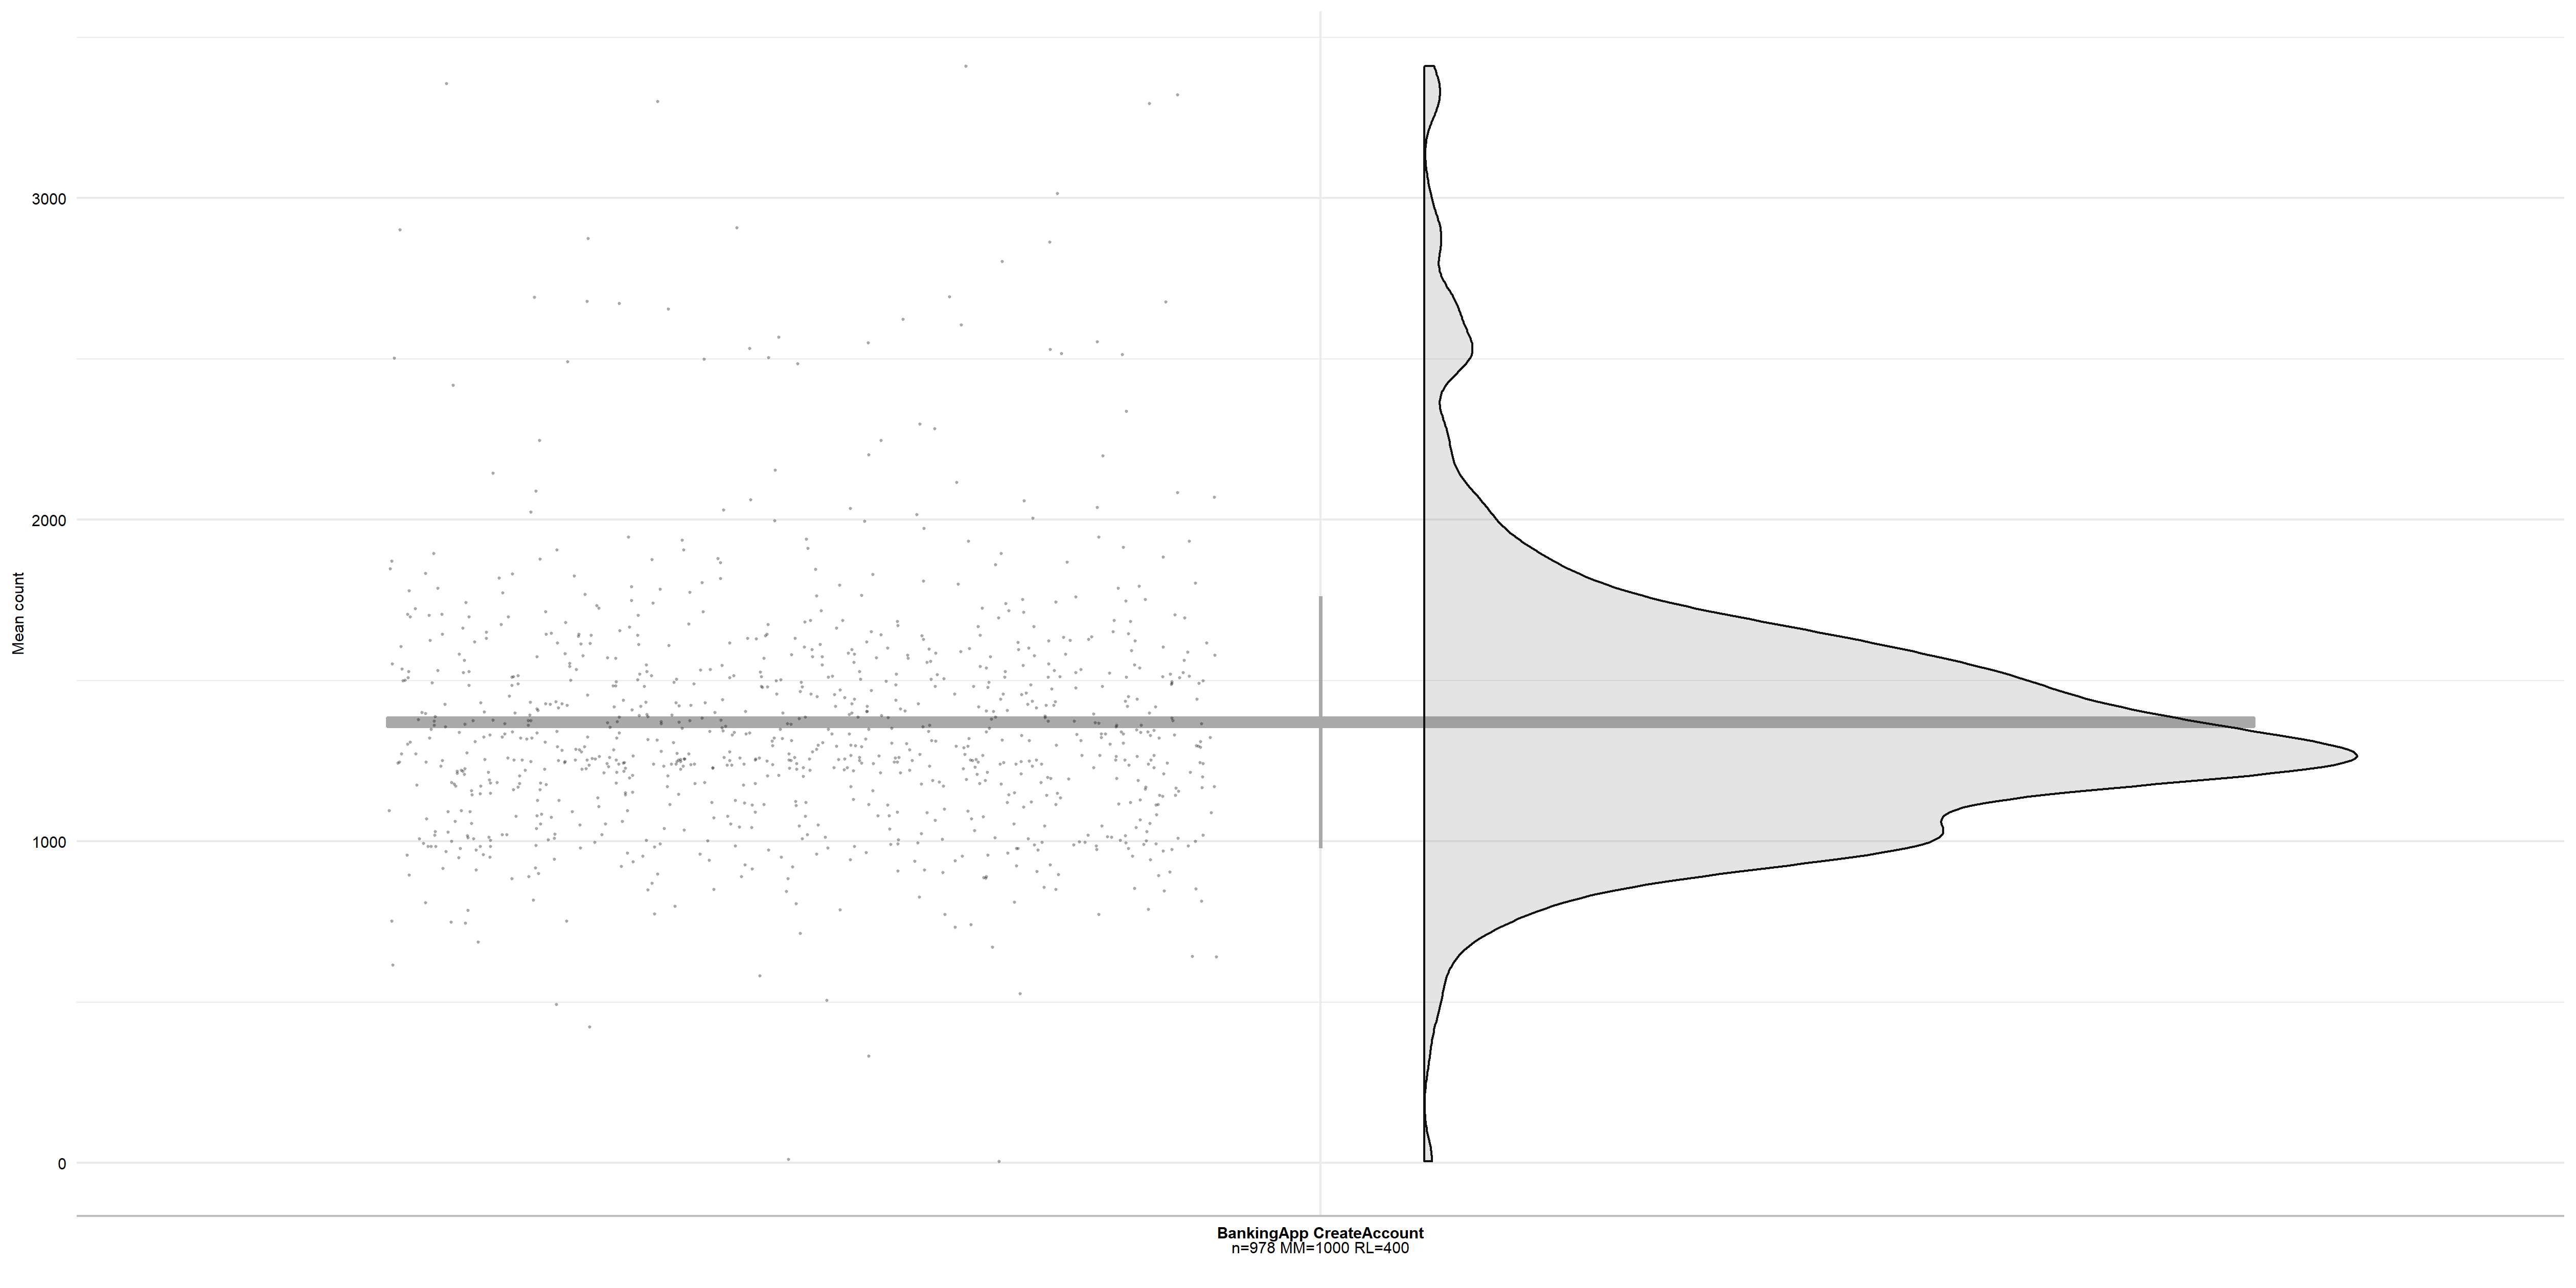 Mean count
3000
2000
1000
0
BankingApp CreateAccount
n=978 MM=1000 RL=400